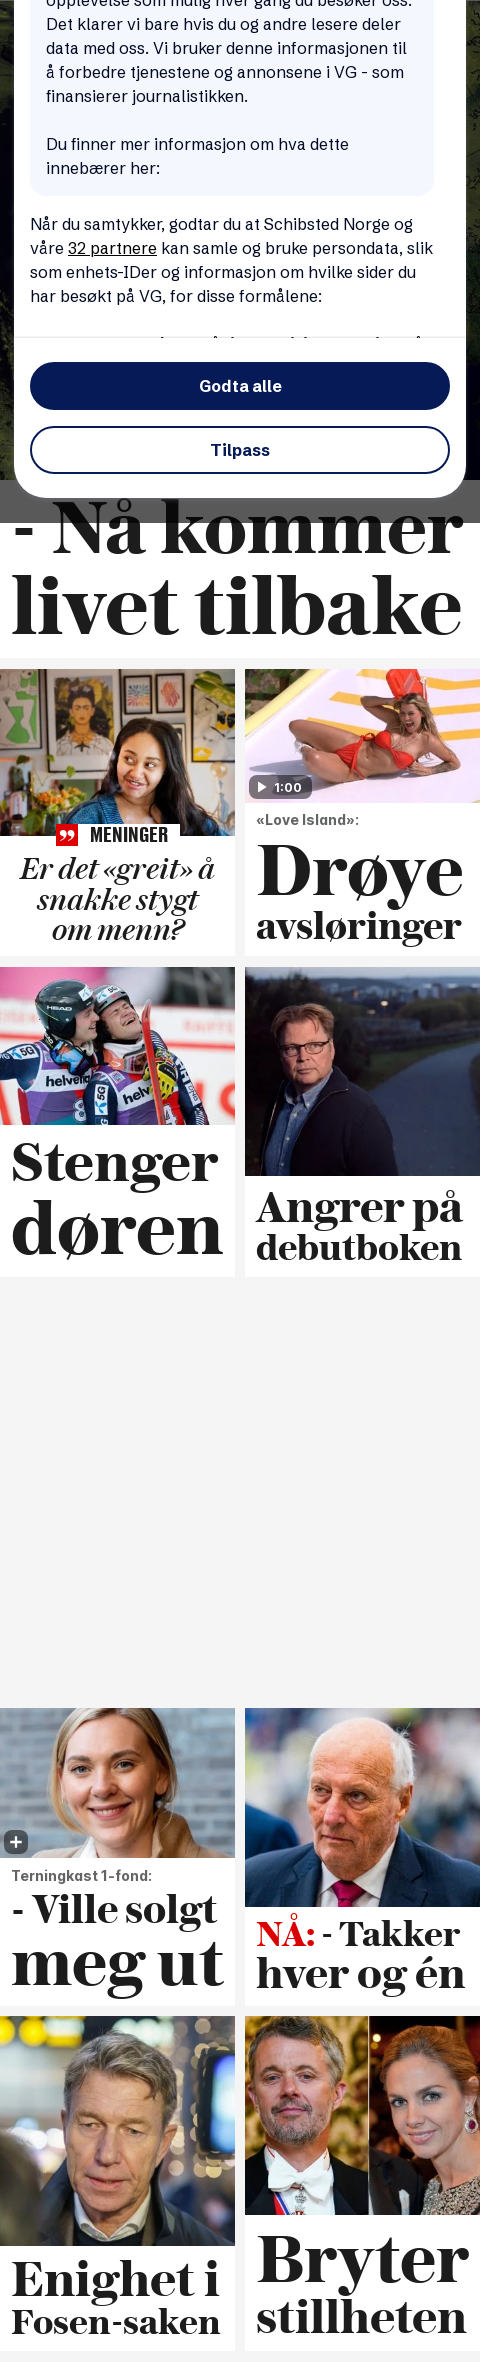 opplevelse som mulig hver gang du besøker oss.
Det klarer vi bare hvis du og andre lesere deler
data med oss. Vi bruker denne informasjonen til
å forbedre tjenestene og annonsene i VG - som
finansierer journalistikken.
Du finner mer informasjon om hva dette
innebærer her:
Når du samtykker, godtar du at Schibsted Norge og
våre 32 partnere kan samle og bruke persondata, slik
som enhets-IDer og informasjon om hvilke sider du
har besøkt på VG, for disse formålene:
Godta alle
Tilpass
- Nå kommer
livet tilbake
MENINGER
Er det «greit» å
snakke stygt
om menn?
1:00
«Love Island»:
Drøye
avsløringer
HEAD
helve
5G
helve
5G
Stenger
døren
Angrer på
debutboken
Terningkast 1-fond:
- Ville solgt
meg ut
NÅ: - Takker
hver og én
Enighet i
Fosen-saken
Bryter
stillheten